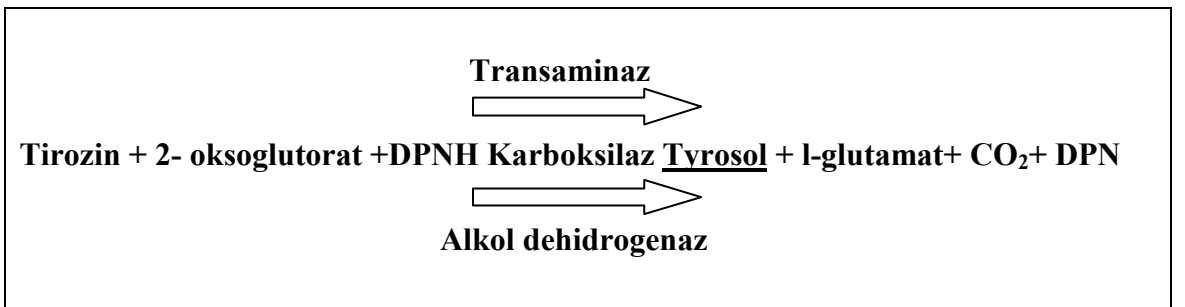 Transaminaz
Tirozin + 2- oksoglutorat +DPNH Karboksilaz Tyrosol + l-glutamat+ CO₂+ DPN
Alkol dehidrogenaz